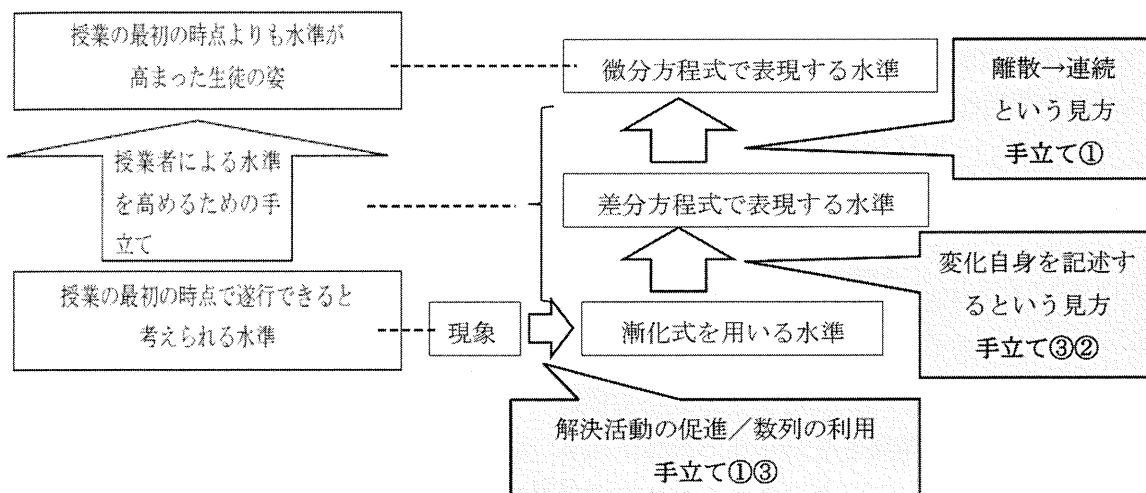 授業の最初の時点よりも水準が
高まった生徒の姿
授業者による水準
を高めるための手
立て
授業の最初の時点で遂行できると
考えられる水準
現象
微分方程式で表現する水準
差分方程式で表現する水準
漸化式を用いる水準
離散→連続
という見方
手立て①
変化自身を記述す
るという見方
手立て③②
解決活動の促進/数列の利用
手立て①③